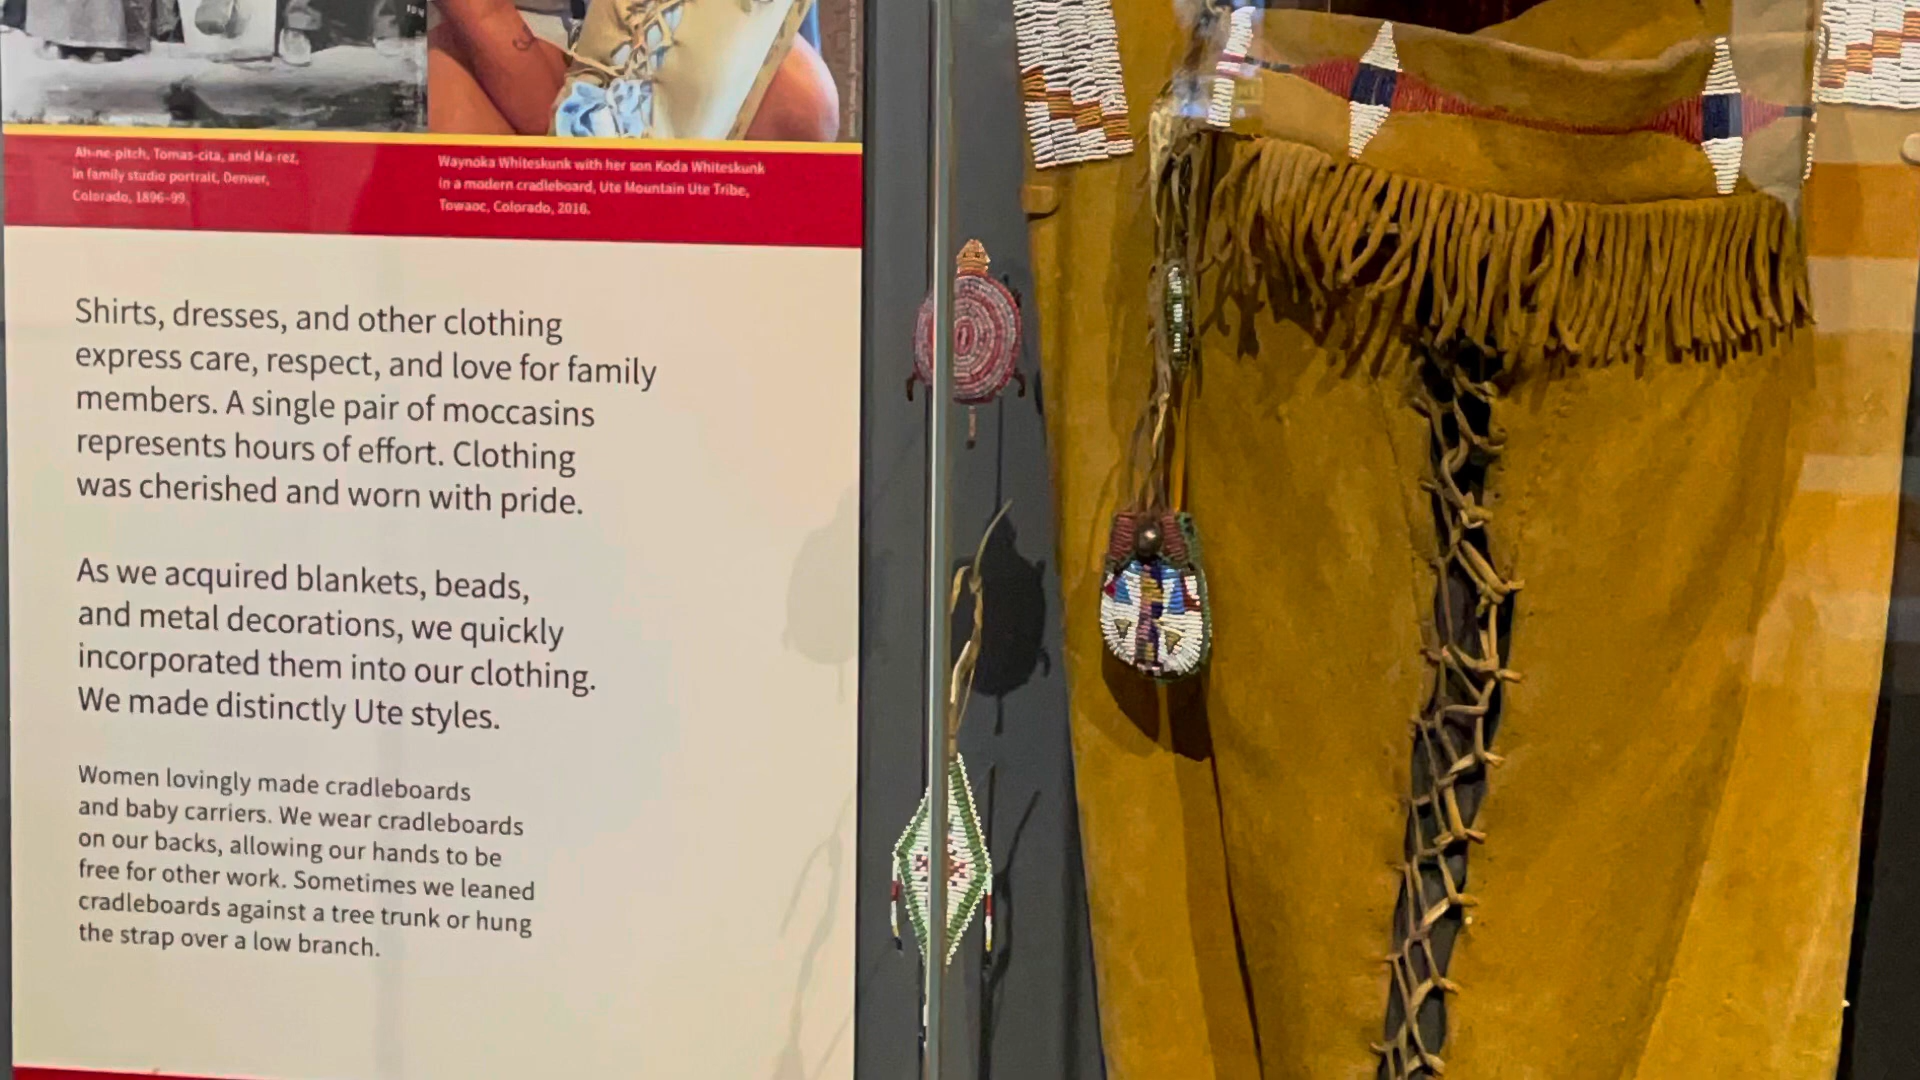 Ah-ne-pitch, Tomas-cita, and Ma-rez,
in family studio portrait, Denver,
Colorado, 1896–99.
Waynoka Whiteskunk with her son Koda Whiteskunk
in a modern cradleboard, Ute Mountain Ute Tribe,
Towaoc, Colorado, 2016.
Shirts, dresses, and other clothing
express care, respect, and love for family
members. A single pair of moccasins
represents hours of effort. Clothing
was cherished and worn with pride.
As we acquired blankets, beads,
and metal decorations, we quickly
incorporated them into our clothing.
We made distinctly Ute styles.
Women lovingly made cradleboards
and baby carriers. We wear cradleboards
on our backs, allowing our hands to be
free for other work. Sometimes we leaned
cradleboards against a tree trunk or hung
the strap over a low branch.